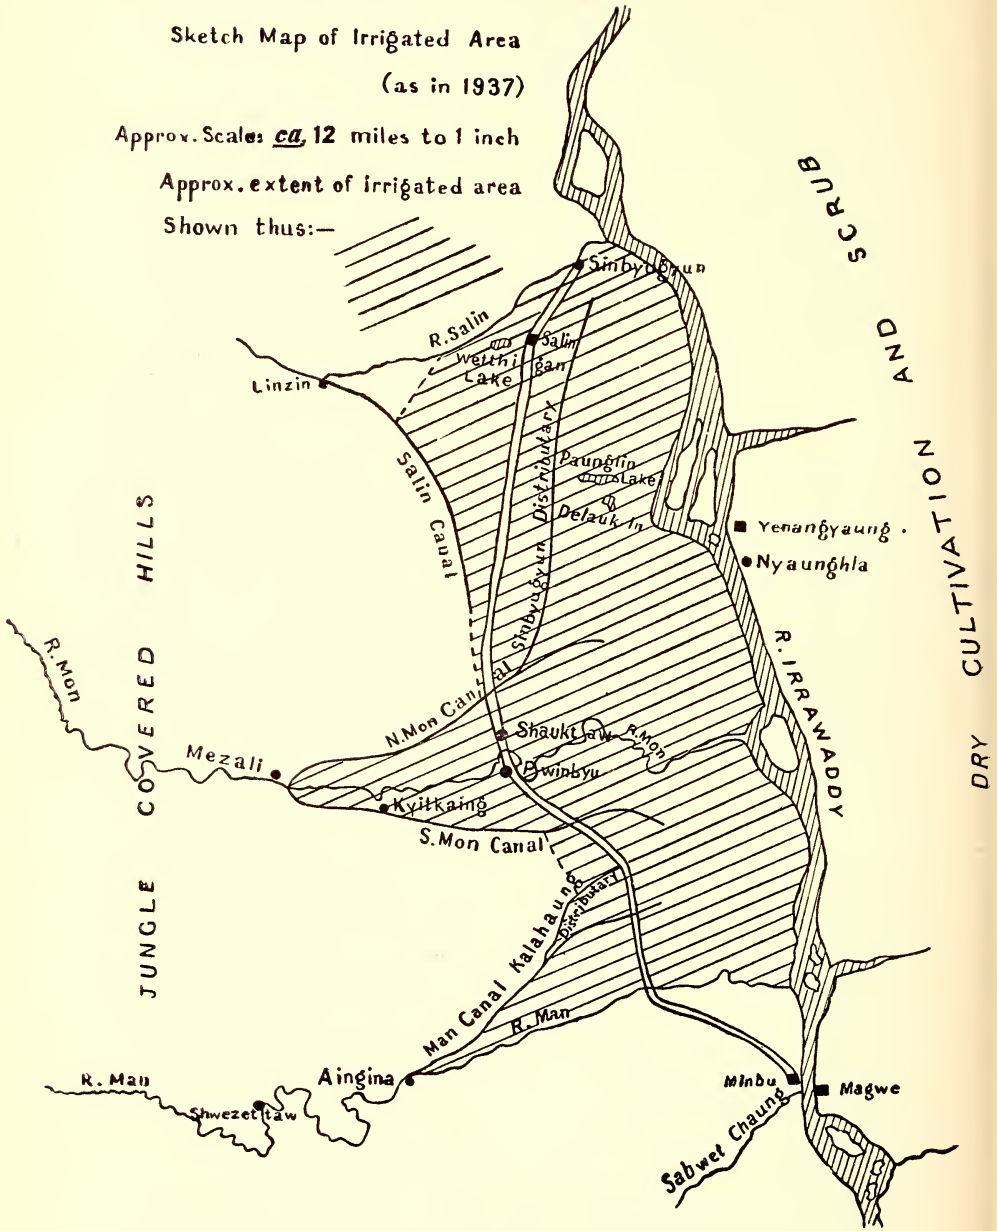 Sketch Map of Irrigated Area
(as in 1937)
Approx. Scale: ca. 12 miles to 1 inch
Approx. extent of irrigated area
Shown thus:—
Sinbyugyun
R. Salin
Salin
Wetthigan
Lake
Linzin
Salin Canal
Sinbyugyun Distributary
Paunglin
Lake
Delauk In
Yenangyaung
Nyaunghla
R. IRRAWADDY
DRY CULTIVATION AND SCRUB
JUNGLE COVERED HILLS
R. Mon
N. Mon Canal
Mezali
Shauktaw
R. Mon
Pwinbyu
Kyitkaing
S. Mon Canal
Kalahaung
Distributary
Man Canal
R. Man
Aingina
R. Man
Shwezettaw
Minbu
Magwe
Sabwet Chaung